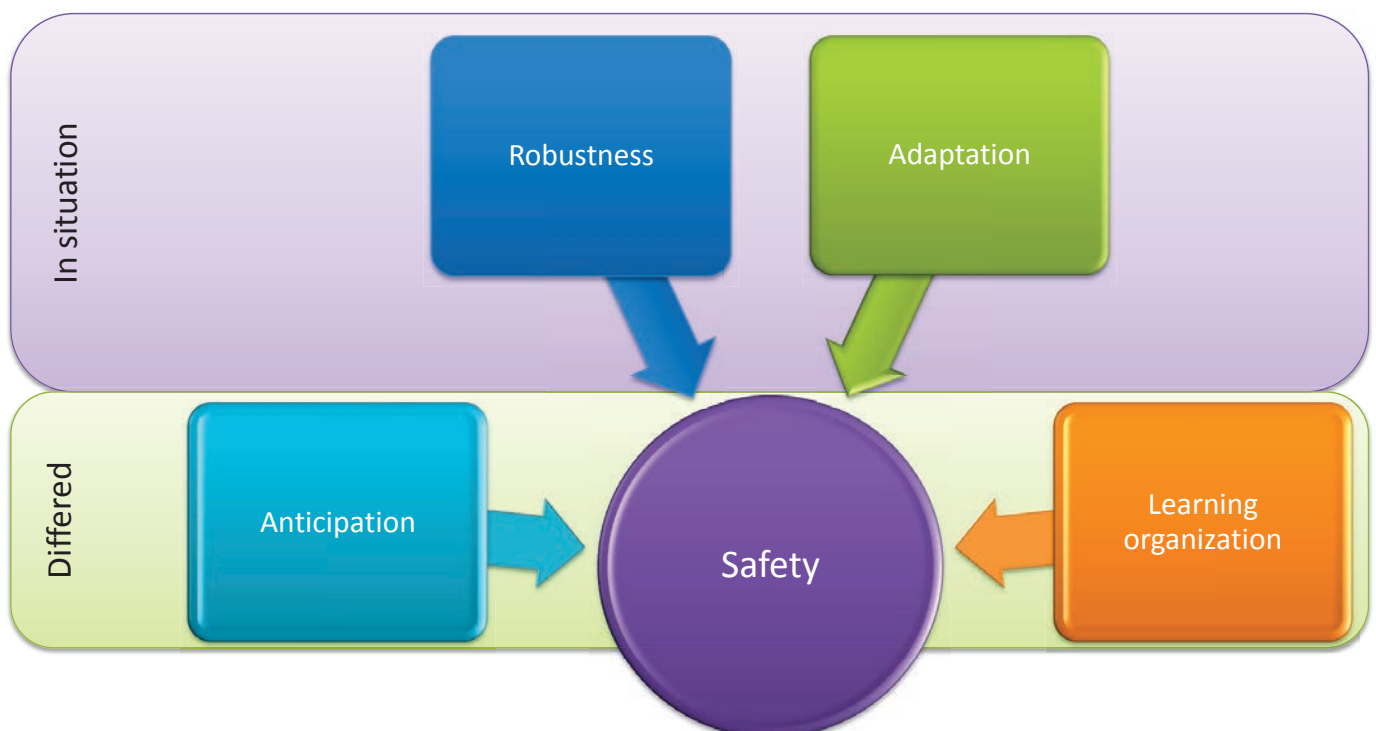 In situation
Robustness
Adaptation
Differed
Anticipation
Safety
Learning
organization